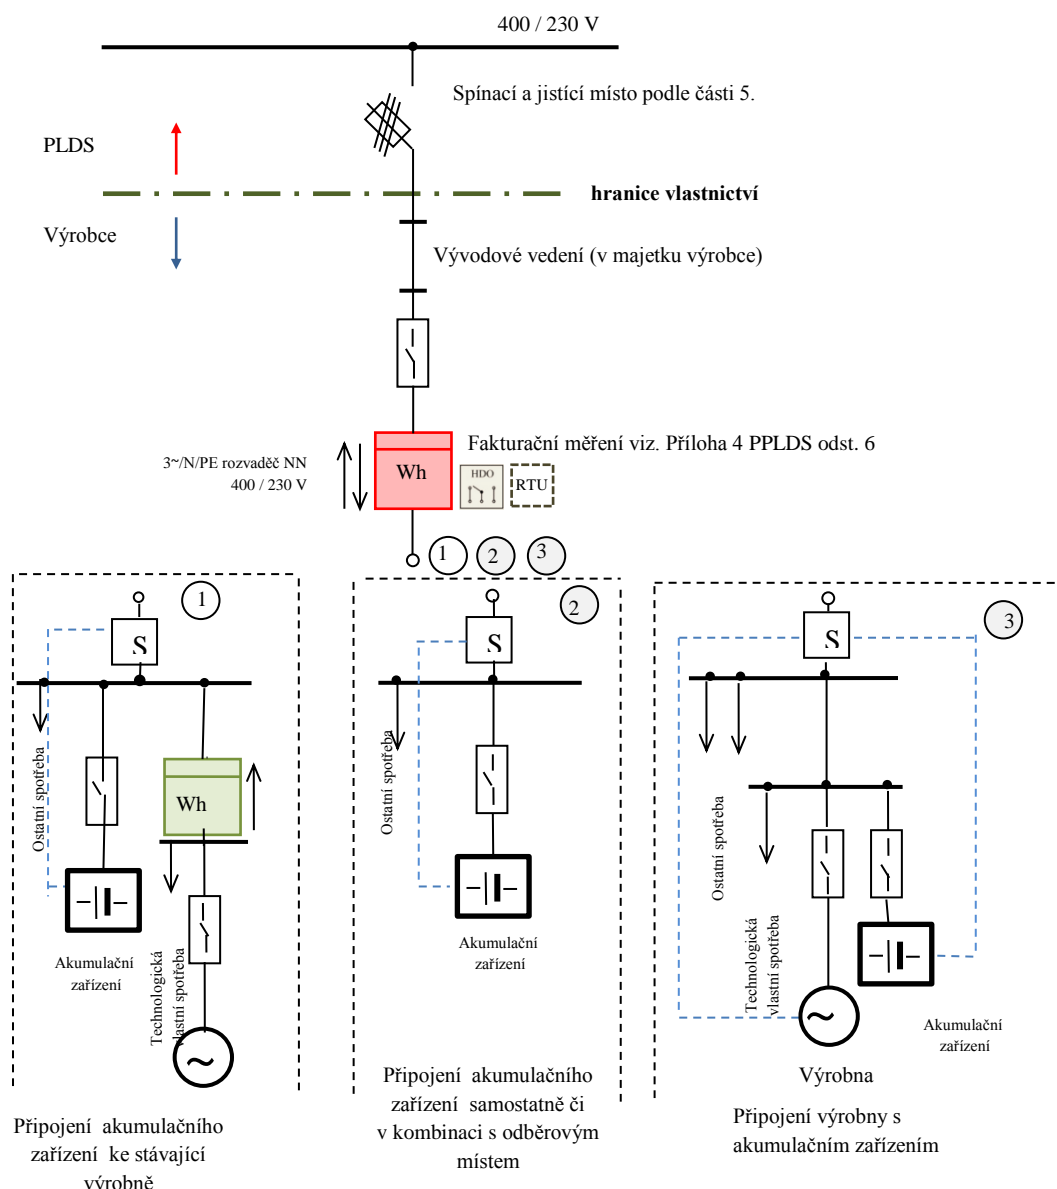 400 / 230 V
Spínací a jistící místo podle části 5.
PLDS
hranice vlastnictví
Výrobce
Vývodové vedení (v majetku výrobce)
Fakturační měření viz. Příloha 4 PPLDS odst. 6
3~/N/PE rozvaděč NN
400 / 230 V
Wh
HDO
RTU
1
2
3
1
S
Ostatní spotřeba
Wh
Akumulační
zařízení
Technologická
vlastní spotřeba
~
Připojení akumulačního
zařízení ke stávající
výrobně
2
S
Ostatní spotřeba
Akumulační
zařízení
Připojení akumulačního
zařízení samostatně či
v kombinaci s odběrovým
místem
3
S
Ostatní spotřeba
Technologická
vlastní spotřeba
~
Akumulační
zařízení
Výrobna
Připojení výrobny s
akumulačním zařízením